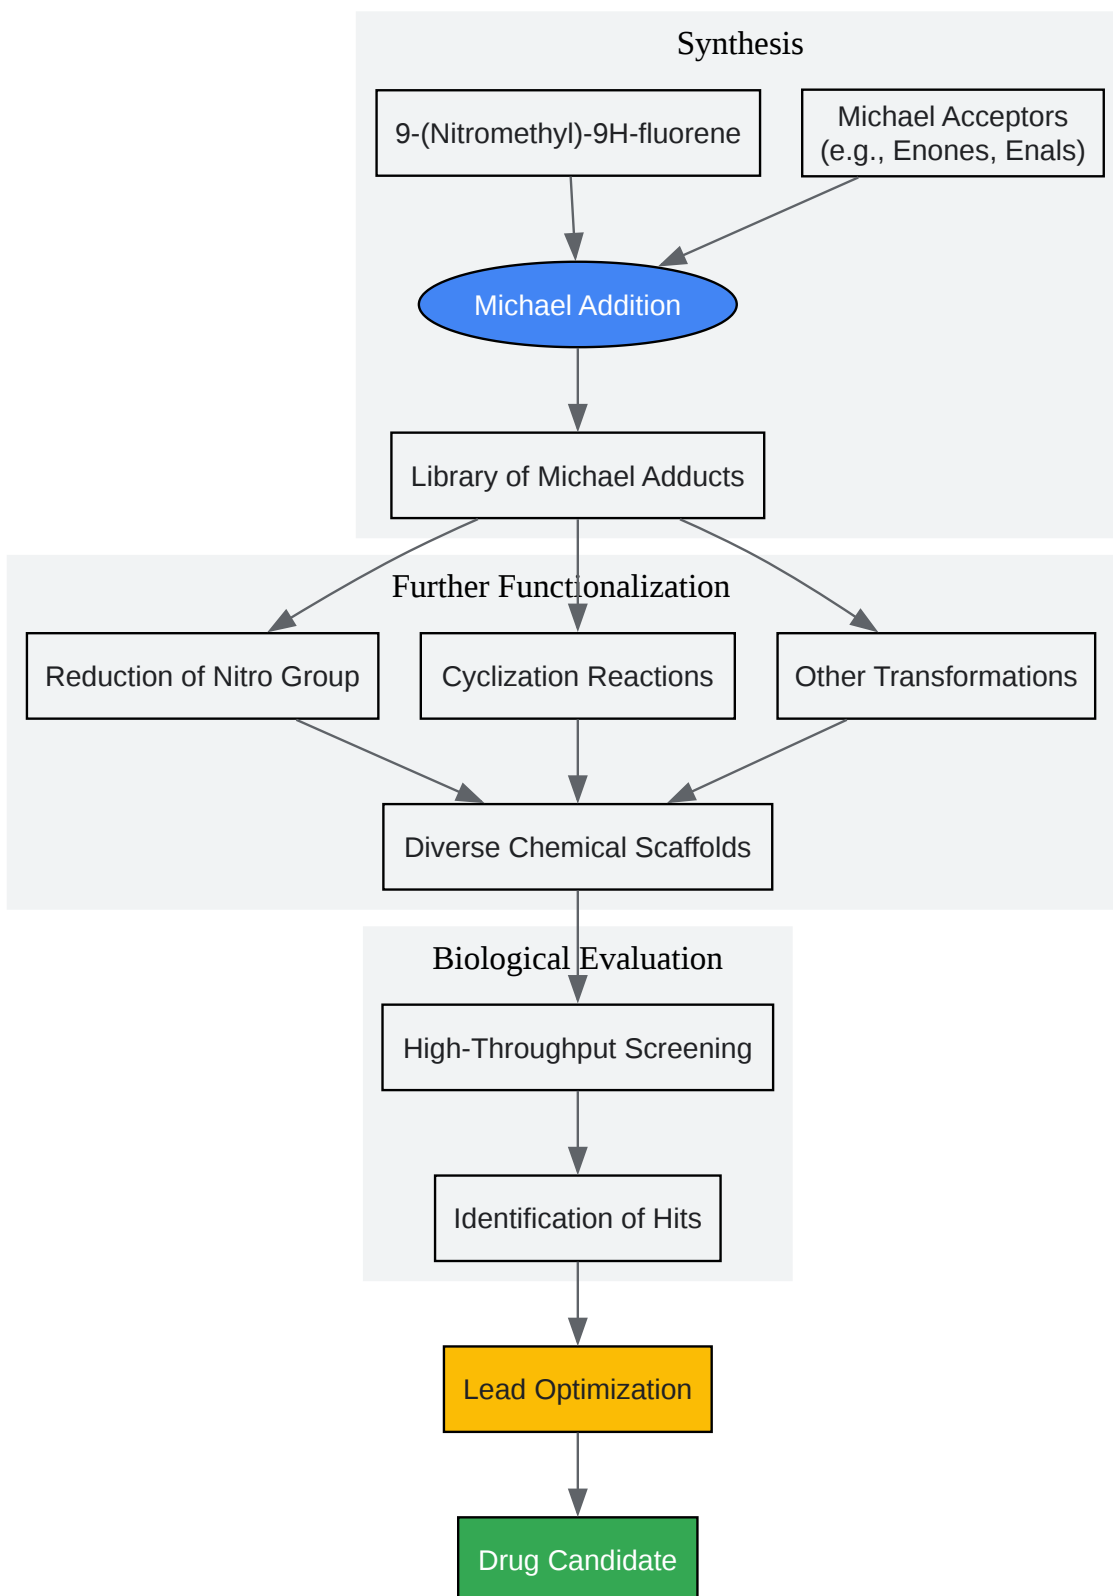 Synthesis
9-(Nitromethyl)-9H-fluorene
Michael Acceptors
(e.g., Enones, Enals)
Michael Addition
Library of Michael Adducts
Further Functionalization
Reduction of Nitro Group
Cyclization Reactions
Other Transformations
Diverse Chemical Scaffolds
Biological Evaluation
High-Throughput Screening
Identification of Hits
Lead Optimization
Drug Candidate